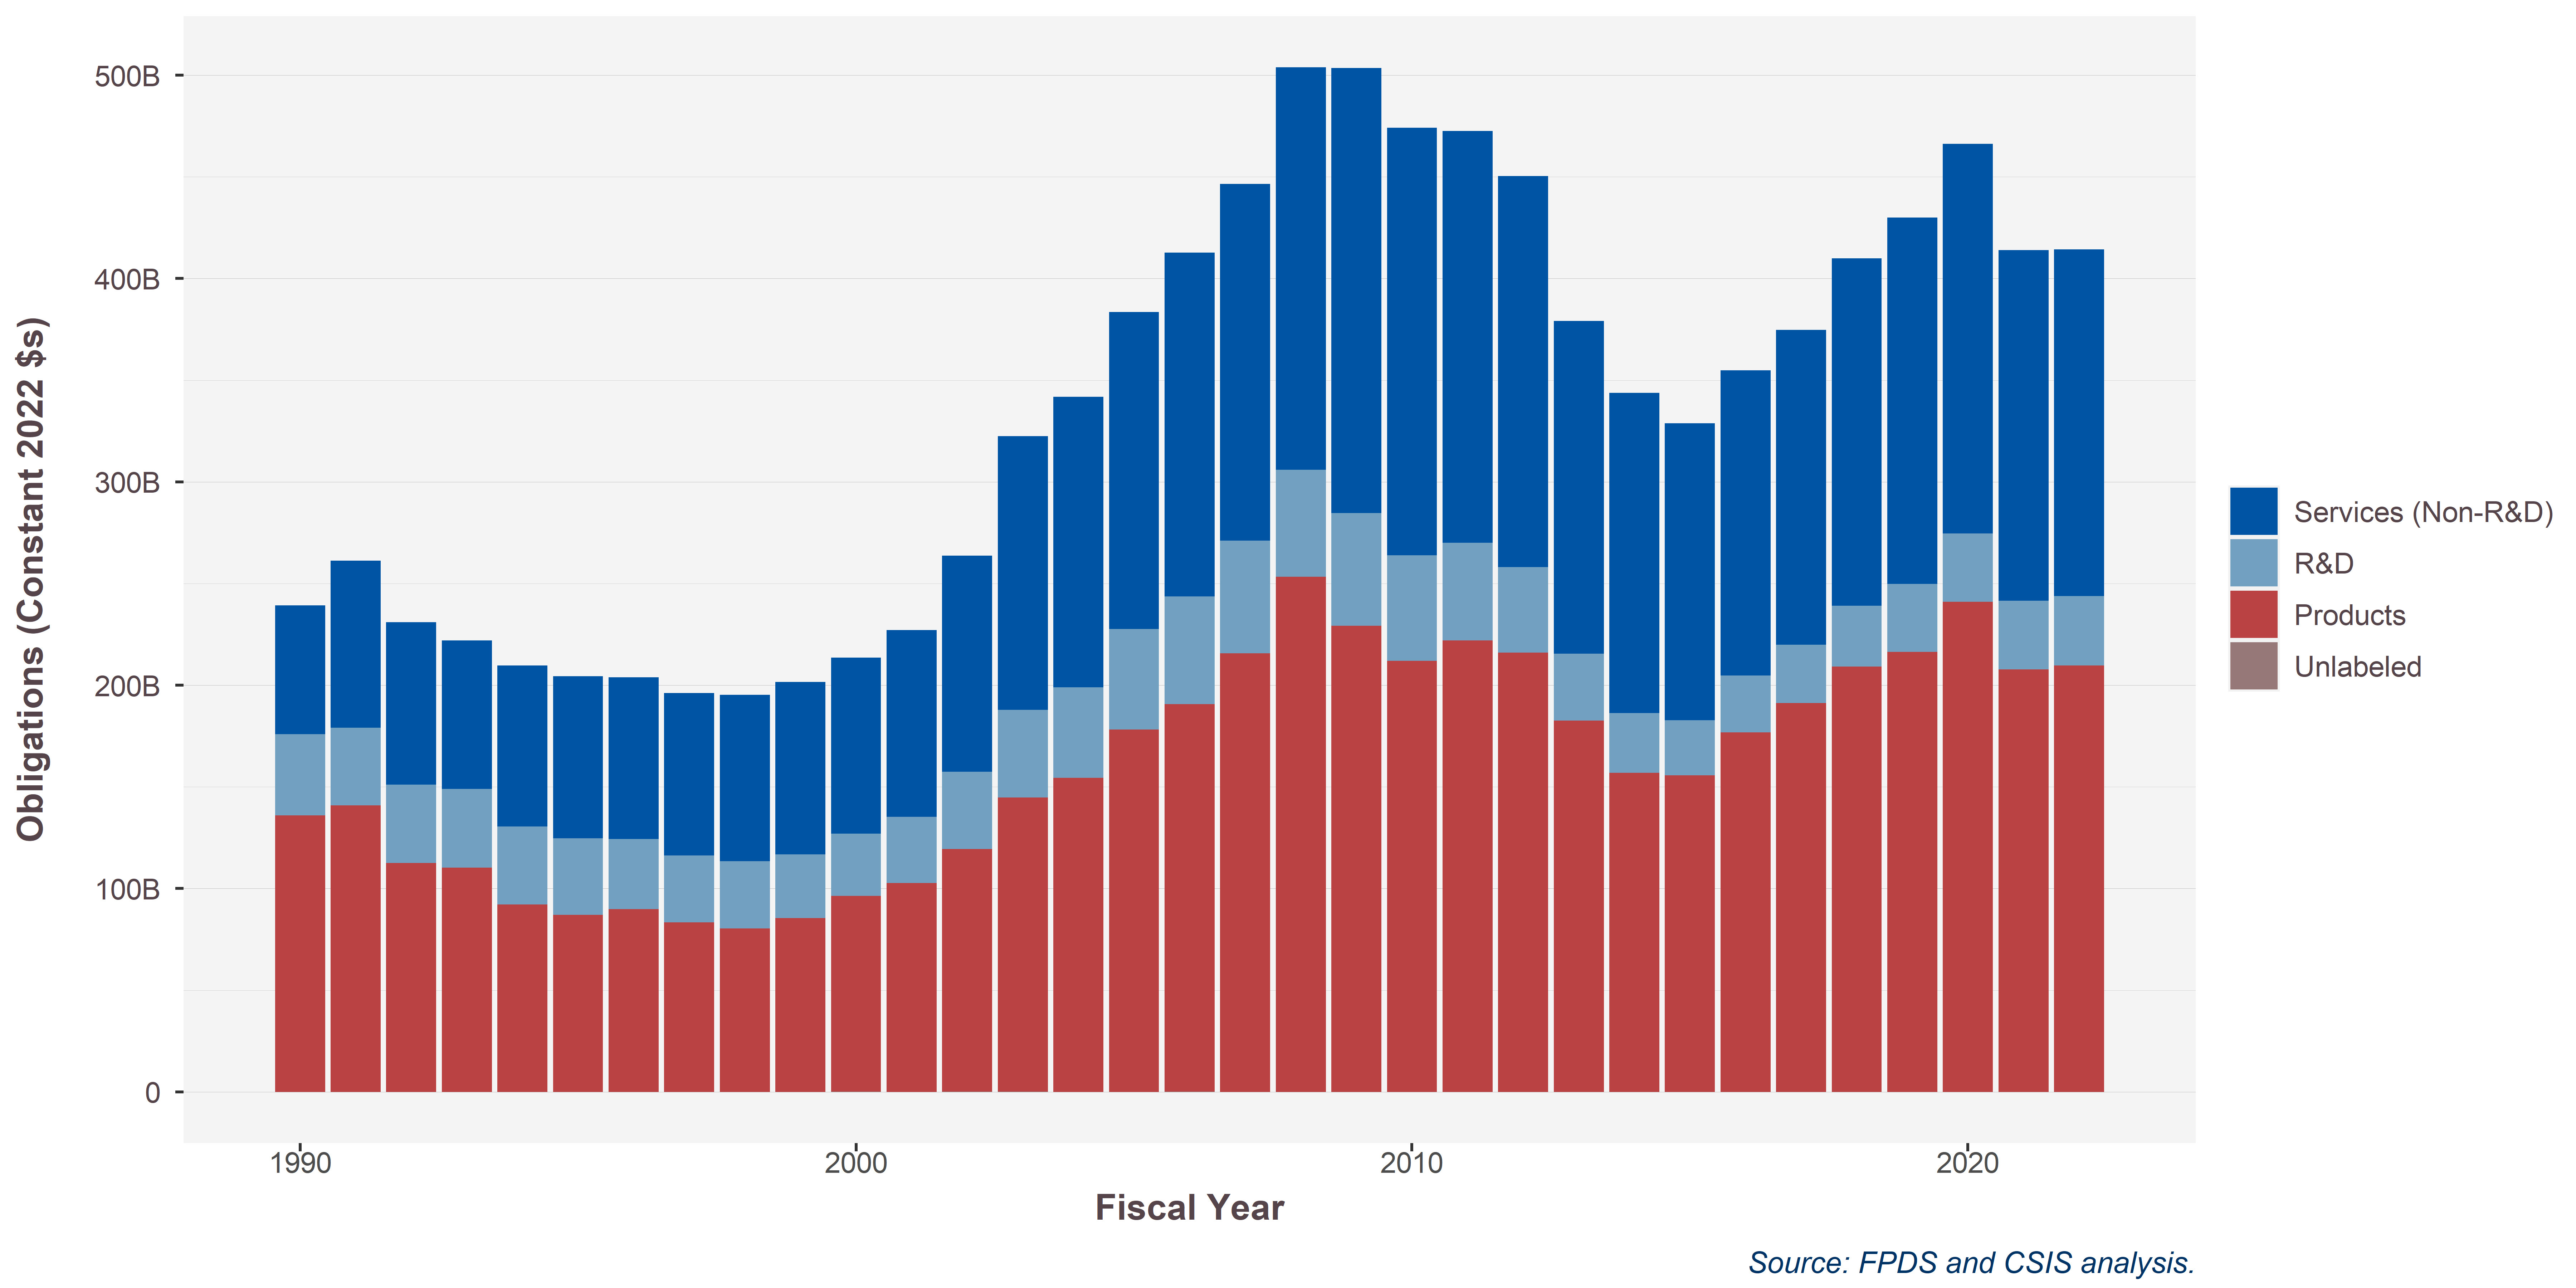 500B
400B
300B
200B
100B
0
Obligations (Constant 2022 $s)
1990
2000
2010
2020
Fiscal Year
Services (Non-R&D)
R&D
Products
Unlabeled
Source: FPDS and CSIS analysis.